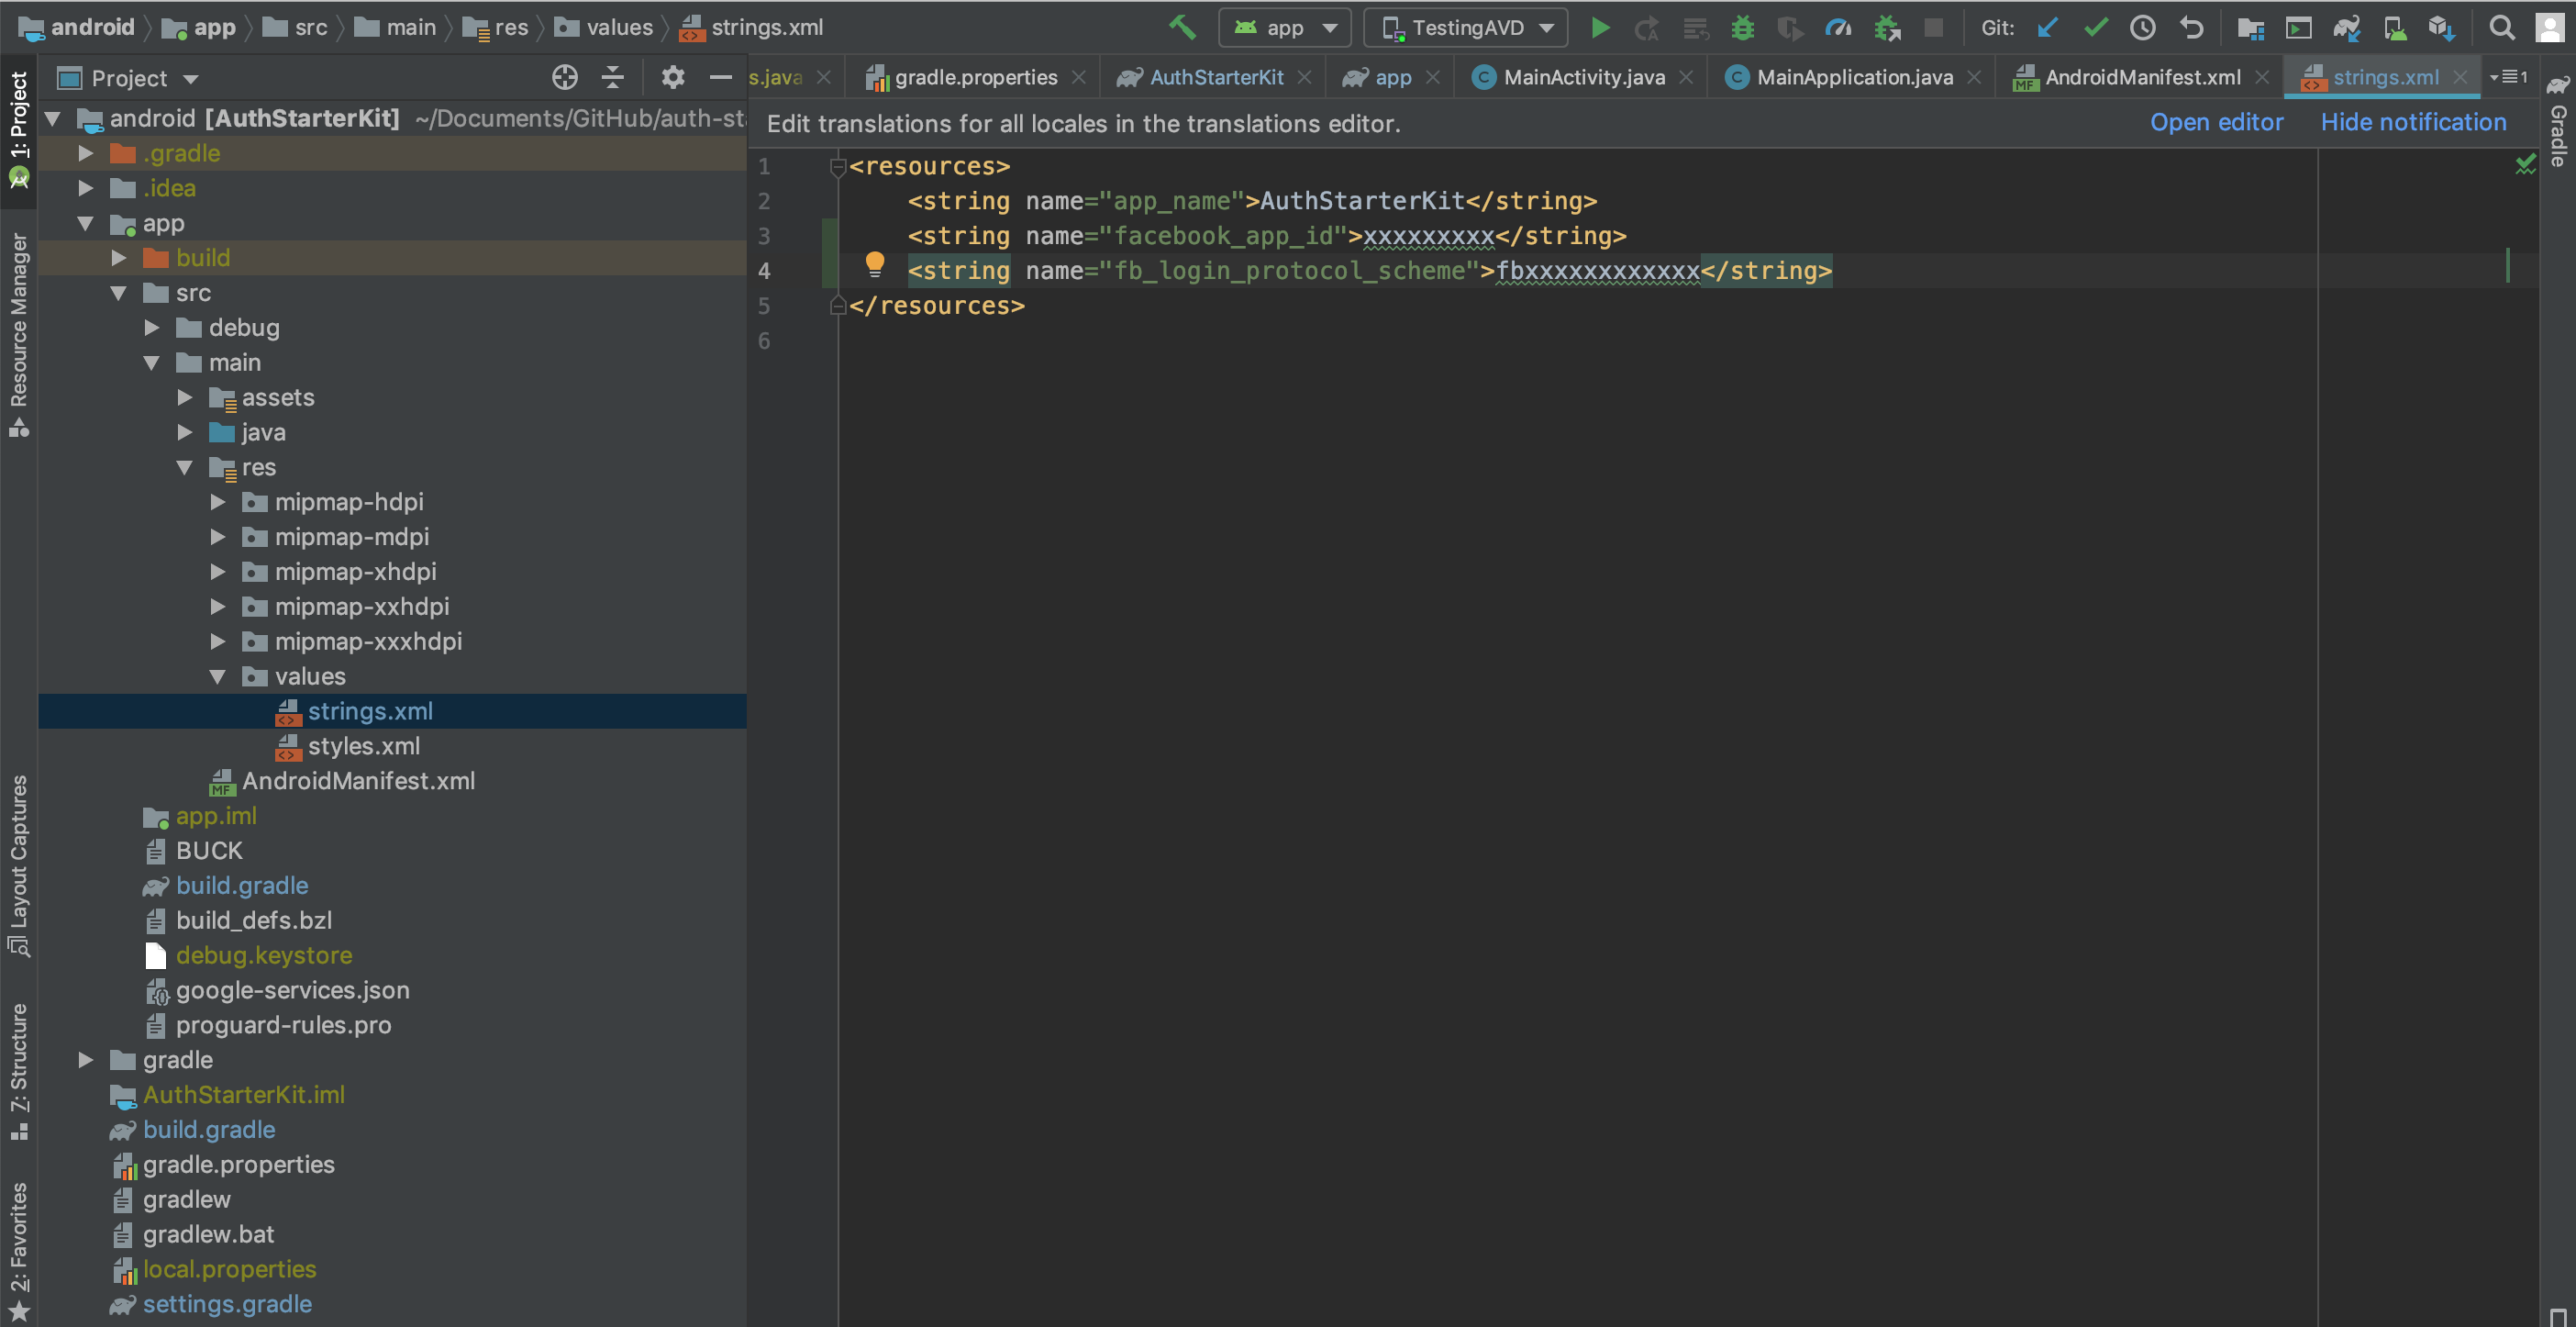 android app src main res values strings.xml app TestingAVD Git:
Project s.java gradle.properties AuthStarterKit app MainActivity.java MainApplication.java AndroidManifest.xml strings.xml 1
1: Project
Resource Manager
Layout Captures
Z: Structure
2: Favorites
android [AuthStarterKit] ~/Documents/GitHub/auth-sta
.gradle
.idea
app
build
src
debug
main
assets
java
res
mipmap-hdpi
mipmap-mdpi
mipmap-xhdpi
mipmap-xxhdpi
mipmap-xxxhdpi
values
strings.xml
styles.xml
MF AndroidManifest.xml
app.iml
BUCK
build.gradle
build_defs.bzl
debug.keystore
google-services.json
proguard-rules.pro
gradle
AuthStarterKit.iml
build.gradle
gradle.properties
gradlew
gradlew.bat
local.properties
settings.gradle
Edit translations for all locales in the translations editor. Open editor Hide notification
1 <resources>
2 <string name="app_name">AuthStarterKit</string>
3 <string name="facebook_app_id">xxxxxxxxx</string>
4 <string name="fb_login_protocol_scheme">fbxxxxxxxxxxxx</string>
5 </resources>
6
Gradle